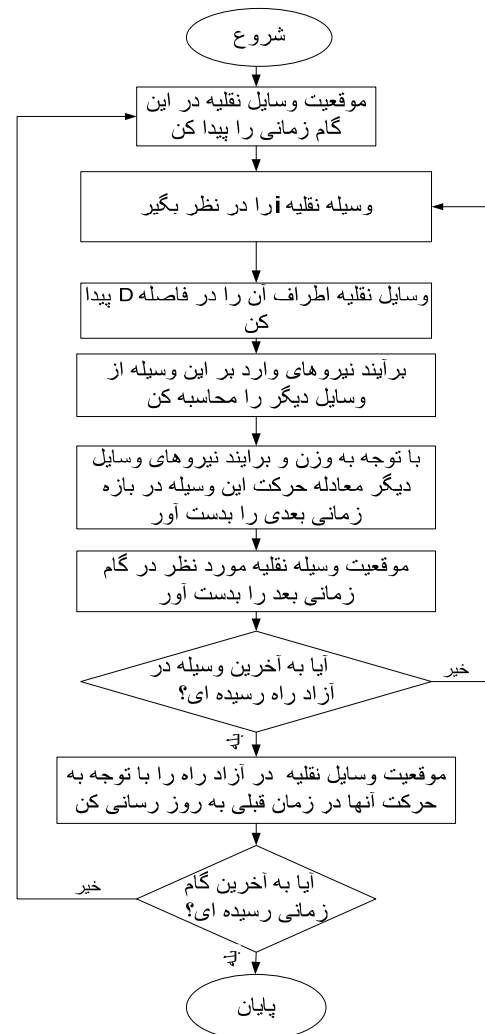 شروع
موقعیت وسایل نقلیه در این
گام زمانی را پیدا کن
وسیله نقلیه iرا در نظر بگیر
وسایل نقلیه اطراف آن را در فاصله D پیدا
کن
برآیند نیروهای وارد بر این وسیله از
وسایل دیگر را محاسبه کن
با توجه به وزن و برایند نیروهای وسایل
دیگر معادله حرکت این وسیله در بازه
زمانی بعدی را بدست آور
موقعیت وسیله نقلیه مورد نظر در گام
زمانی بعد را بدست آور
آیا به آخرین وسیله در
آزاد راه رسیده ای؟
خیر
بله
موقعیت وسایل نقلیه در آزاد راه را با توجه به
حرکت آنها در زمان قبلی به روز رسانی کن
آیا به آخرین گام
زمانی رسیده ای؟
خیر
بله
پایان